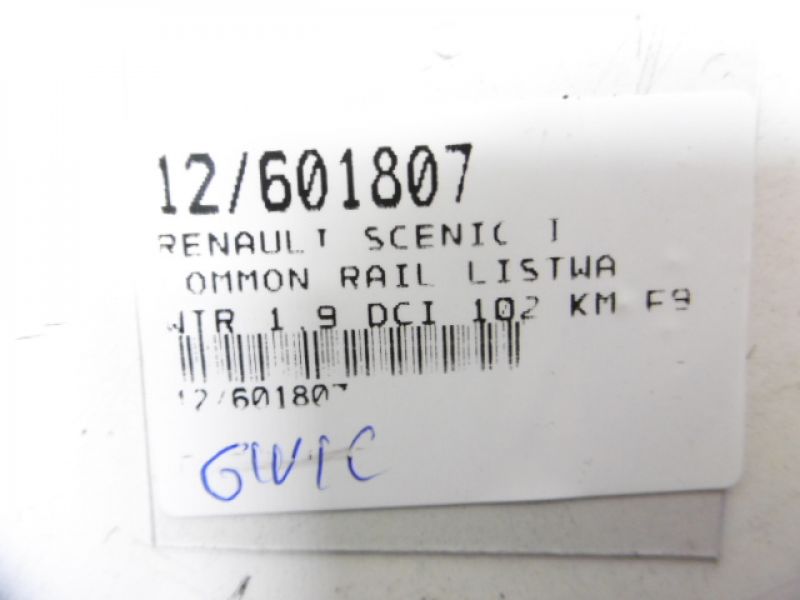 12/601807
RENAULT SCENIC I
COMMON RAIL LISTWA
WTR 1.9 DCI 102 KM F9
12/601807
GWIC